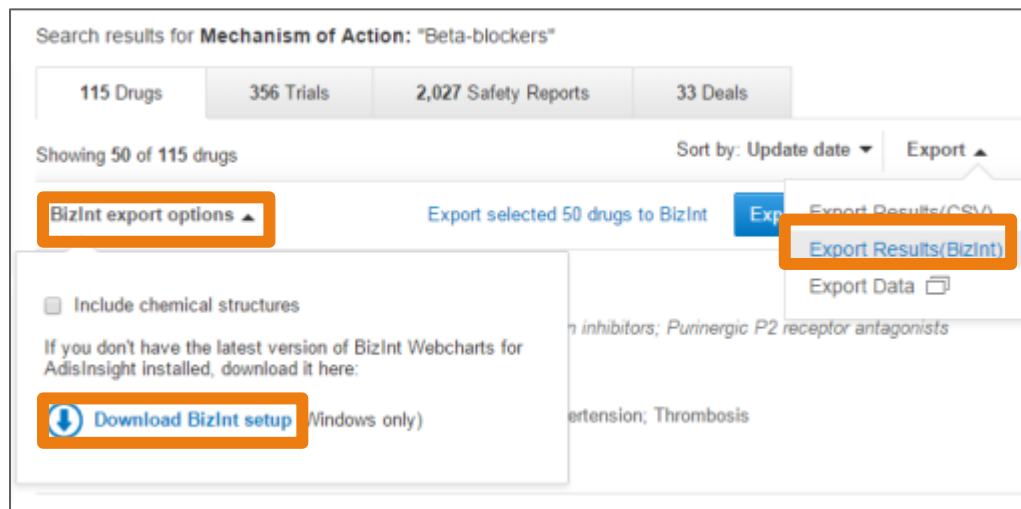 Search results for Mechanism of Action: "Beta-blockers"
115 Drugs 356 Trials 2,027 Safety Reports 33 Deals
Showing 50 of 115 drugs Sort by: Update date Export
BizInt export options Export selected 50 drugs to BizInt Exp
Export Results(CSV)
Export Results(BizInt)
Export Data
Include chemical structures
n inhibitors; Purinergic P2 receptor antagonists
If you don't have the latest version of BizInt Webcharts for
AdisInsight installed, download it here:
Download BizInt setup Windows only)
ertension; Thrombosis